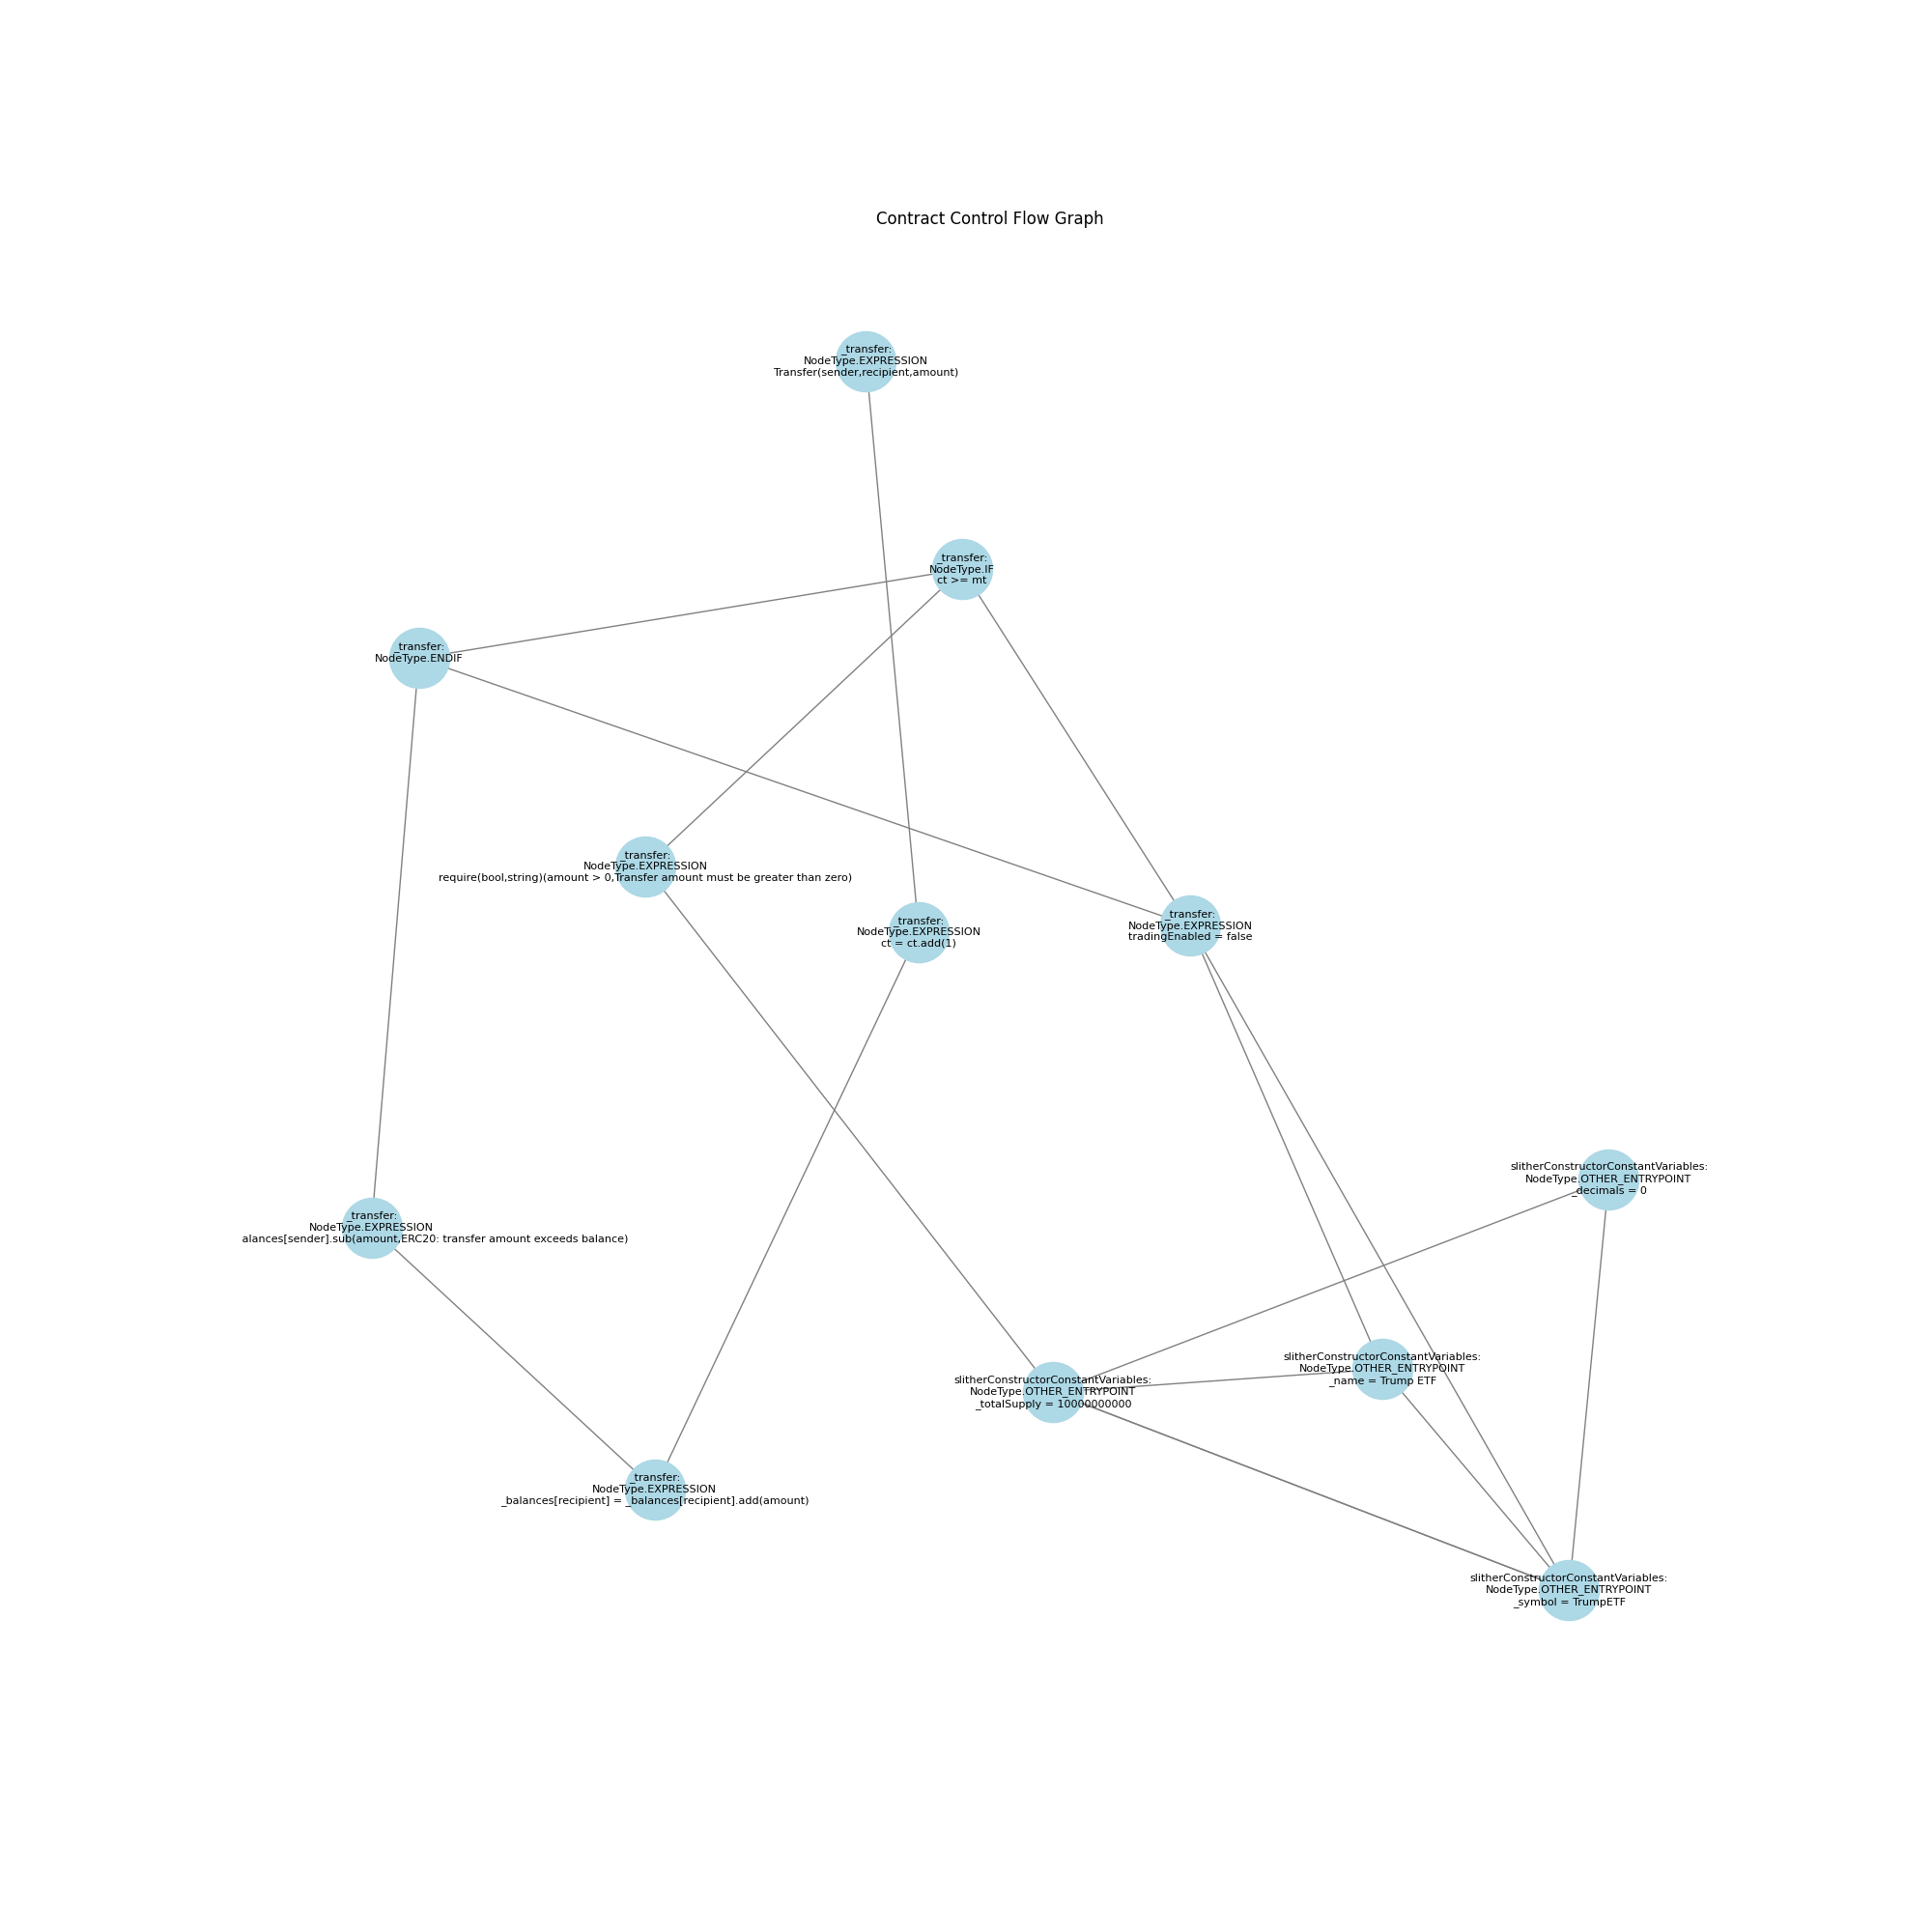 Contract Control Flow Graph
_transfer:
NodeType.EXPRESSION
Transfer(sender,recipient,amount)
_transfer:
NodeType.IF
ct >= mt
_transfer:
NodeType.ENDIF
_transfer:
NodeType.EXPRESSION
require(bool,string)(amount > 0,Transfer amount must be greater than zero)
_transfer:
NodeType.EXPRESSION
ct = ct.add(1)
_transfer:
NodeType.EXPRESSION
tradingEnabled = false
slitherConstructorConstantVariables:
NodeType.OTHER_ENTRYPOINT
_decimals = 0
_transfer:
NodeType.EXPRESSION
alances[sender].sub(amount,ERC20: transfer amount exceeds balance)
slitherConstructorConstantVariables:
NodeType.OTHER_ENTRYPOINT
_name = Trump ETF
slitherConstructorConstantVariables:
NodeType.OTHER_ENTRYPOINT
_totalSupply = 10000000000
_transfer:
NodeType.EXPRESSION
_balances[recipient] = _balances[recipient].add(amount)
slitherConstructorConstantVariables:
NodeType.OTHER_ENTRYPOINT
_symbol = TrumpETF